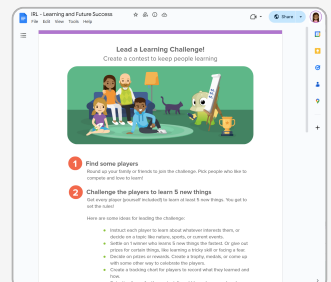 IRL - Learning and Future Success
File Edit View Tools Help
Share
Lead a Learning Challenge!
Create a contest to keep people learning
1 Find some players
Round up your family or friends to join the challenge. Pick people who like to
compete and love to learn!
2 Challenge the players to learn 5 new things
Get every player (yourself included!) to learn at least 5 new things. You get to
set the rules!
Here are some ideas for leading the challenge:
Instruct each player to learn about whatever interests them, or
decide on a topic like nature, sports, or current events.
Settle on 1 winner who learns 5 new things the fastest. Or give out
prizes for certain things, like learning a tricky skill or facing a fear.
Decide on prizes or rewards. Create a trophy, medals, or come up
with some other way to celebrate the players.
Create a tracking chart for players to record what they learned and
how.